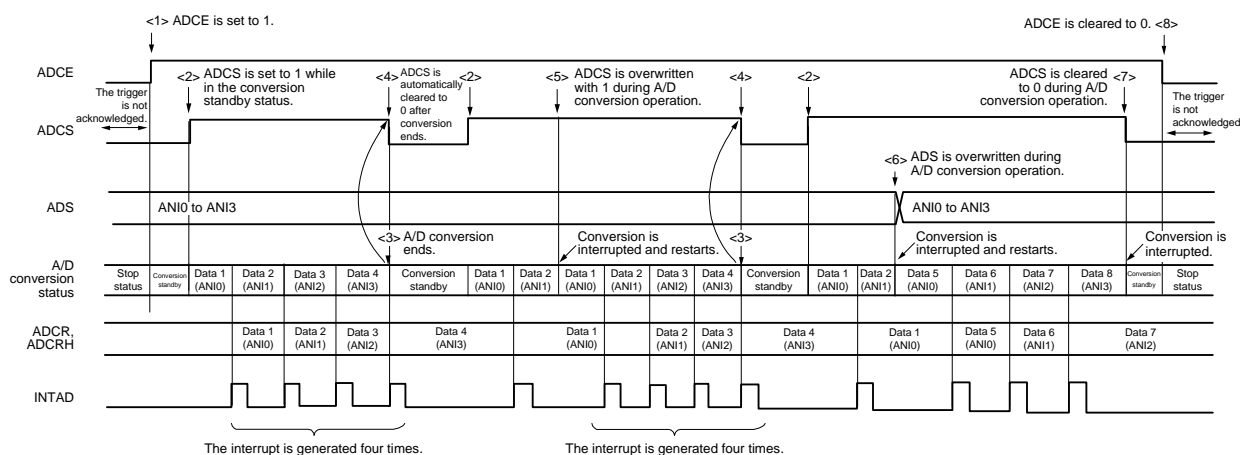 <1> ADCE is set to 1.
ADCE is cleared to 0. <8>
ADCE
The trigger
is not
acknowledged.
<2> ADCS is set to 1 while
in the conversion
standby status.
<4> ADCS is
automatically
cleared to
0 after
conversion
ends.
<2>
<5> ADCS is overwritten
with 1 during A/D
conversion operation.
<4>
<2>
ADCS is cleared <7>
to 0 during A/D
conversion operation.
The trigger
is not
acknowledged.
ADCS
<6> ADS is overwritten during
A/D conversion operation.
ADS
ANI0 to ANI3
ANI0 to ANI3
<3> A/D conversion
ends.
Conversion is
interrupted and restarts.
<3>
Conversion is
interrupted and restarts.
Conversion is
interrupted.
A/D
conversion
status
Stop
status
Conversion
standby
Data 1
(ANI0)
Data 2
(ANI1)
Data 3
(ANI2)
Data 4
(ANI3)
Conversion
standby
Data 1
(ANI0)
Data 2
(ANI1)
Data 1
(ANI0)
Data 2
(ANI1)
Data 3
(ANI2)
Data 4
(ANI3)
Conversion
standby
Data 1
(ANI0)
Data 2
(ANI1)
Data 5
(ANI0)
Data 6
(ANI1)
Data 7
(ANI2)
Data 8
(ANI3)
Conversion
standby
Stop
status
ADCR,
ADCRH
Data 1
(ANI0)
Data 2
(ANI1)
Data 3
(ANI2)
Data 4
(ANI3)
Data 1
(ANI0)
Data 2
(ANI1)
Data 3
(ANI2)
Data 4
(ANI3)
Data 1
(ANI0)
Data 5
(ANI0)
Data 6
(ANI1)
Data 7
(ANI2)
INTAD
The interrupt is generated four times.
The interrupt is generated four times.